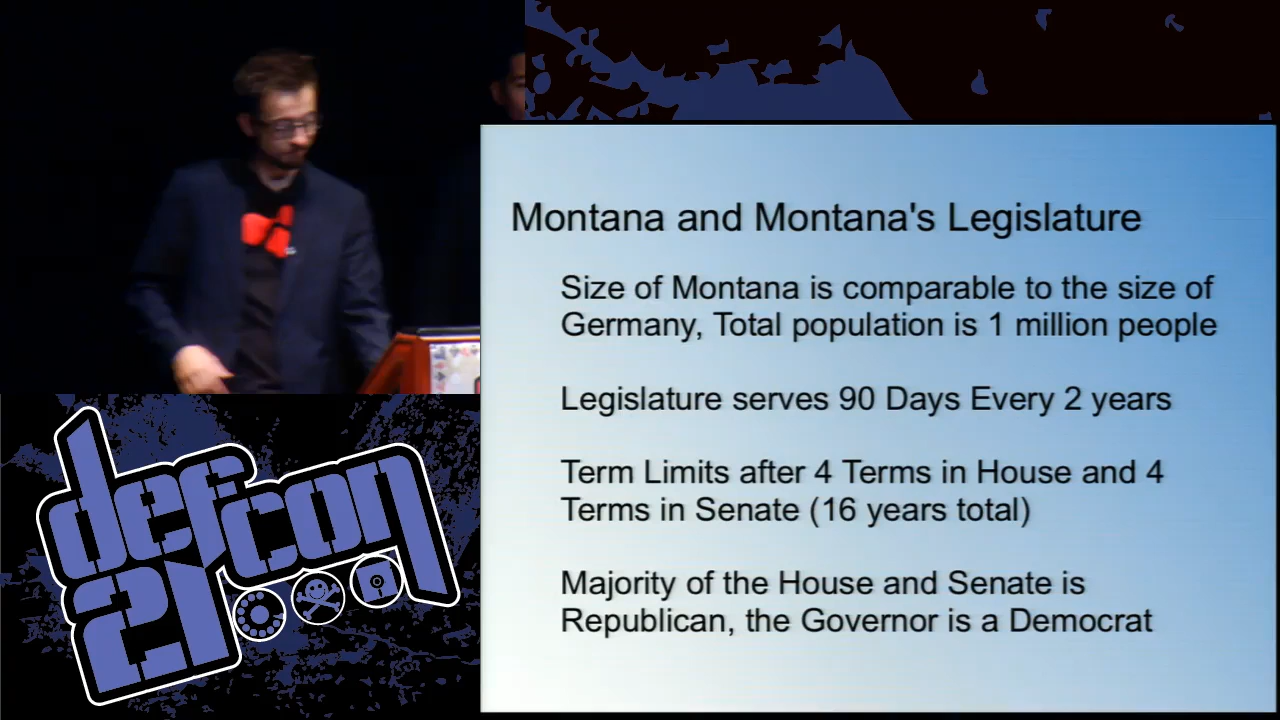 Montana and Montana's Legislature
Size of Montana is comparable to the size of
Germany, Total population is 1 million people
Legislature serves 90 Days Every 2 years
Term Limits after 4 Terms in House and 4
Terms in Senate (16 years total)
Majority of the House and Senate is
Republican, the Governor is a Democrat
defcon
21